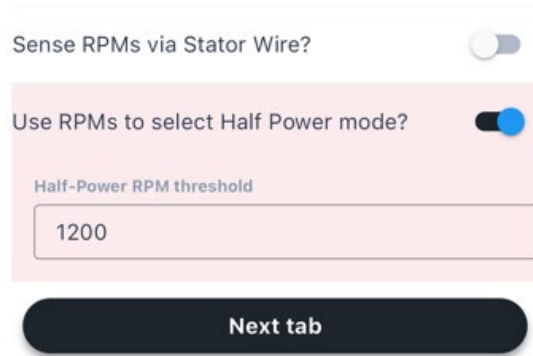 Sense RPMs via Stator Wire?
Use RPMs to select Half Power mode?
Half-Power RPM threshold
1200
Next tab